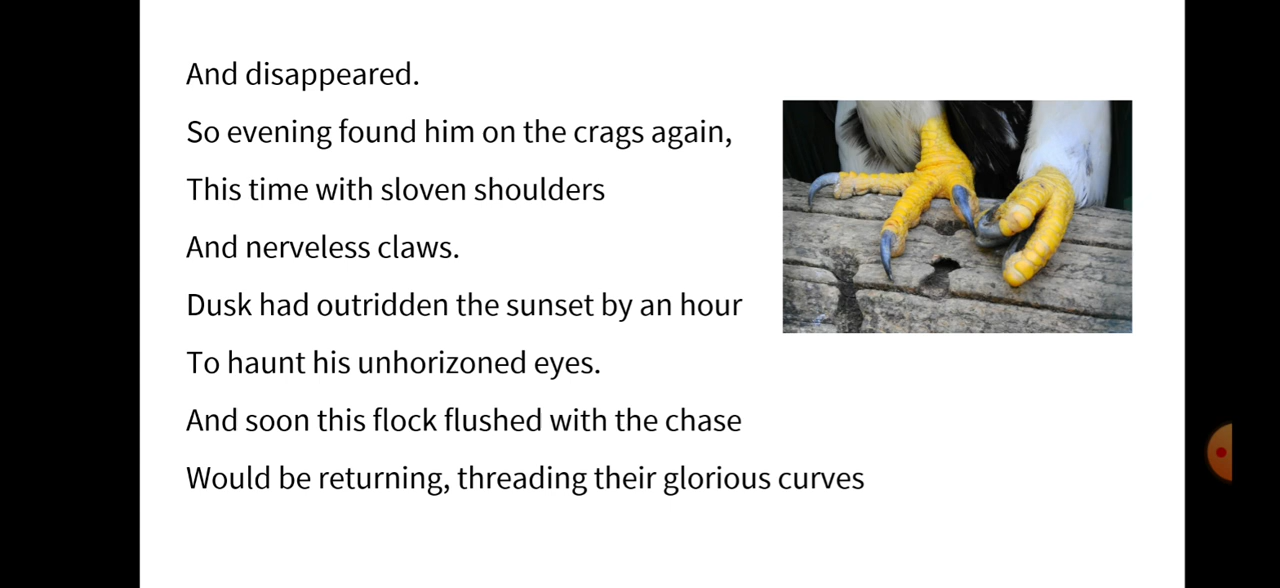 And disappeared.
So evening found him on the crags again,
This time with sloven shoulders
And nerveless claws.
Dusk had outridden the sunset by an hour
To haunt his unhorizoned eyes.
And soon this flock flushed with the chase
Would be returning, threading their glorious curves